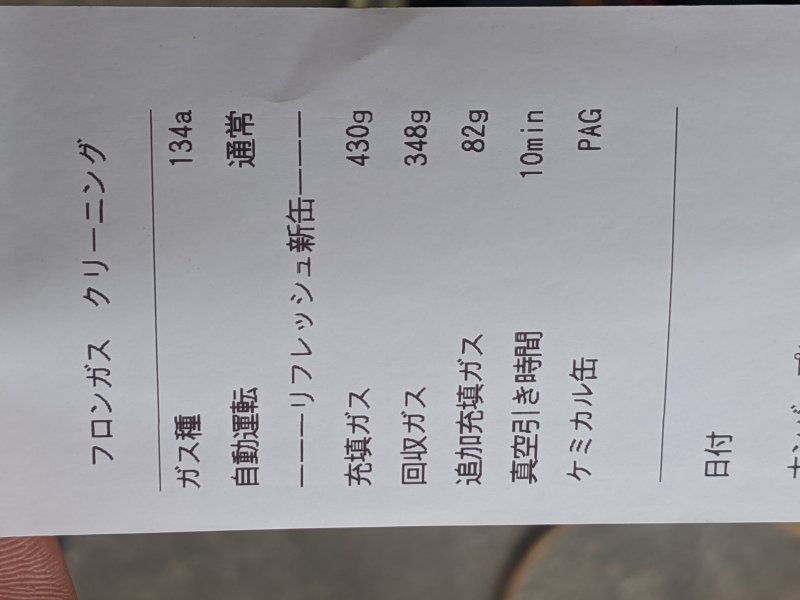 フロンガス クリーニング
ガス種 134a
自動運転 通常
―――リフレッシュ新缶―――
充填ガス 430g
回収ガス 348g
追加充填ガス 82g
真空引き時間 10min
ケミカル缶 PAG
日付